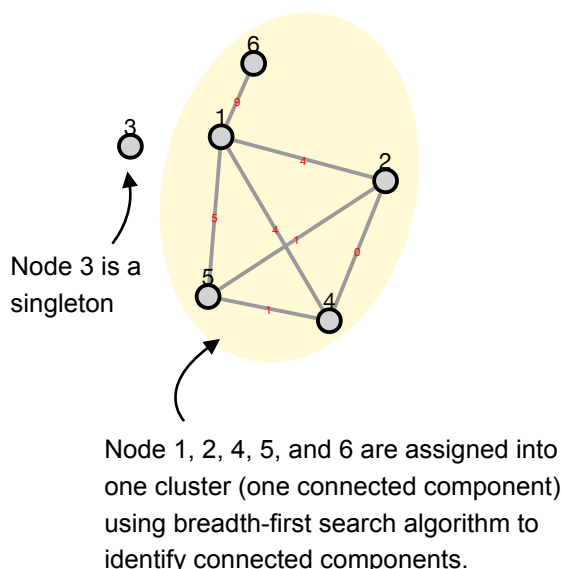 6
9
3
1
4
2
5
4
1
0
Node 3 is a
singleton
5
1
4
Node 1, 2, 4, 5, and 6 are assigned into
one cluster (one connected component)
using breadth-first search algorithm to
identify connected components.